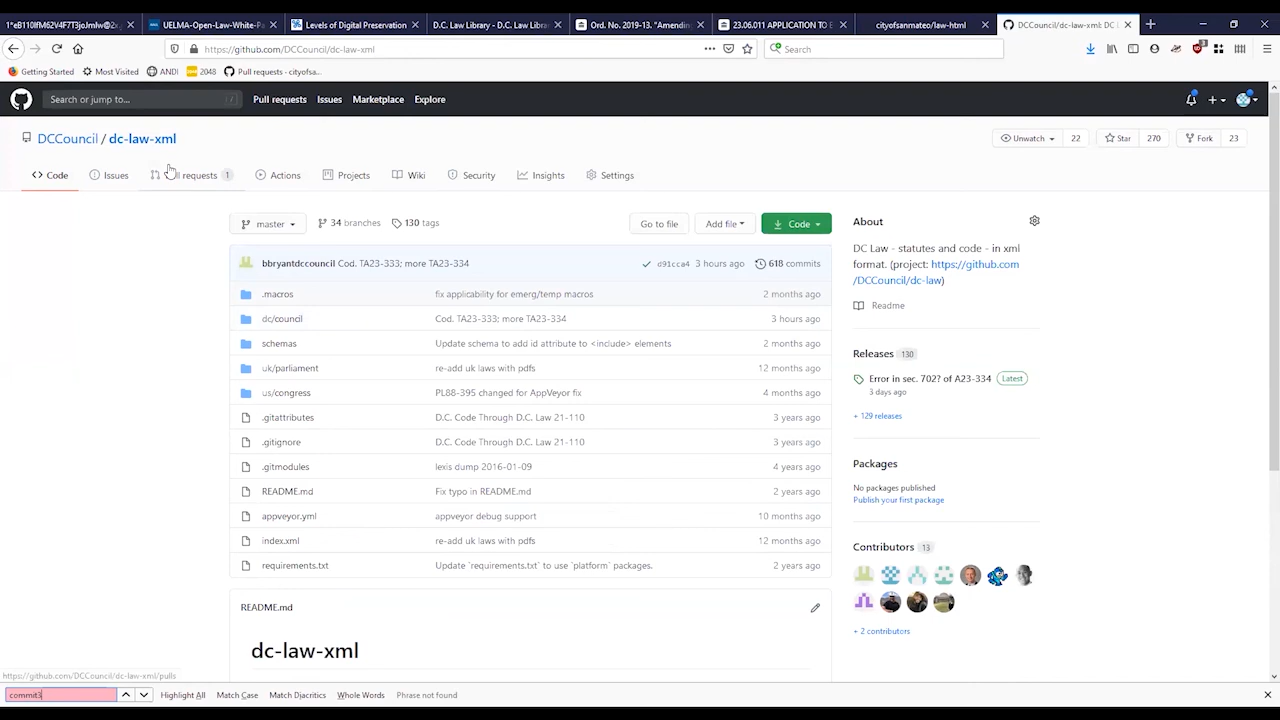 1*eB110lfM62V4F7T3joJmIw@2x
UELMA-Open-Law-White-Pa
Levels of Digital Preservation
D.C. Law Library - D.C. Law Libra
Ord. No. 2019-13. "Amending
23.06.011 APPLICATION TO E
cityofsanmateo/law-html
DCCouncil/dc-law-xml: DC L
https://github.com/DCCouncil/dc-law-xml
Search
Getting Started Most Visited ANDI 2048 Pull requests · cityofsa
Search or jump to... / Pull requests Issues Marketplace Explore
DCCouncil / dc-law-xml
Unwatch 22 Star 270 Fork 23
Code Issues ll requests 1 Actions Projects Wiki Security Insights Settings
master 34 branches 130 tags Go to file Add file Code
bbryantdccouncil Cod. TA23-333; more TA23-334 d91cca4 3 hours ago 618 commits
.macros fix applicability for emerg/temp macros 2 months ago
dc/council Cod. TA23-333; more TA23-334 3 hours ago
schemas Update schema to add id attribute to <include> elements 2 months ago
uk/parliament re-add uk laws with pdfs 12 months ago
us/congress PL88-395 changed for AppVeyor fix 4 months ago
.gitattributes D.C. Code Through D.C. Law 21-110 3 years ago
.gitignore D.C. Code Through D.C. Law 21-110 3 years ago
.gitmodules lexis dump 2016-01-09 4 years ago
README.md Fix typo in README.md 2 years ago
appveyor.yml appveyor debug support 10 months ago
index.xml re-add uk laws with pdfs 12 months ago
requirements.txt Update `requirements.txt` to use `platform` packages. 2 years ago
README.md
dc-law-xml
About
DC Law - statutes and code - in xml
format. (project: https://github.com
/DCCouncil/dc-law)
Readme
Releases 130
Error in sec. 702? of A23-334 Latest
3 days ago
+ 129 releases
Packages
No packages published
Publish your first package
Contributors 13
+ 2 contributors
https://github.com/DCCouncil/dc-law-xml/pulls
commit3 Highlight All Match Case Match Diacritics Whole Words Phrase not found